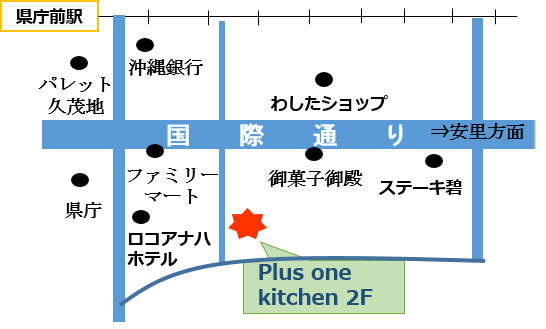 県庁前駅
沖縄銀行
パレット
久茂地
わしたショップ
国際通り
⇒安里方面
ファミリー
マート
御菓子御殿
ステーキ碧
県庁
ロコアナハ
ホテル
Plus one
kitchen 2F